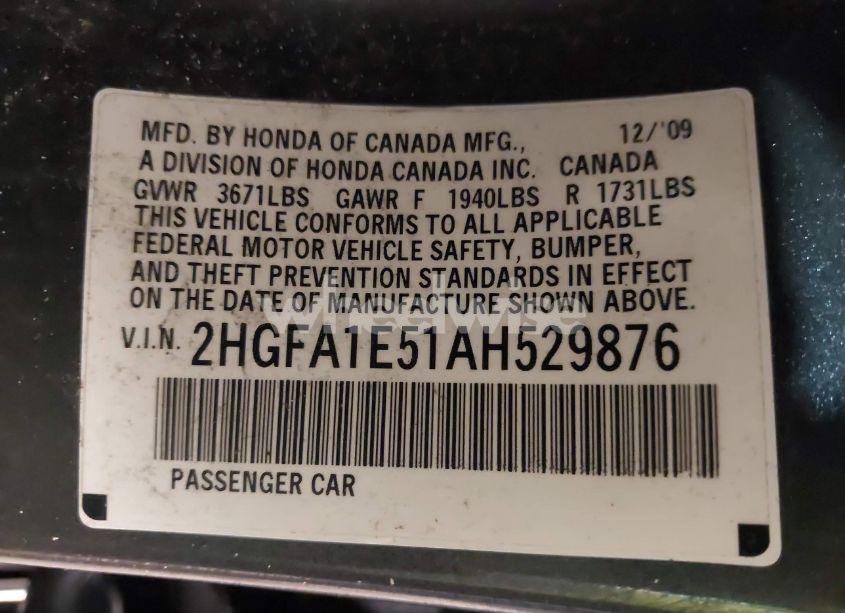 MFD. BY HONDA OF CANADA MFG., 12/'09
A DIVISION OF HONDA CANADA INC. CANADA
GVWR 3671LBS GAWR F 1940LBS R 1731LBS
THIS VEHICLE CONFORMS TO ALL APPLICABLE
FEDERAL MOTOR VEHICLE SAFETY, BUMPER,
AND THEFT PREVENTION STANDARDS IN EFFECT
ON THE DATE OF MANUFACTURE SHOWN ABOVE.
wheelwise
V.I.N. 2HGFA1E51AH529876
PASSENGER CAR